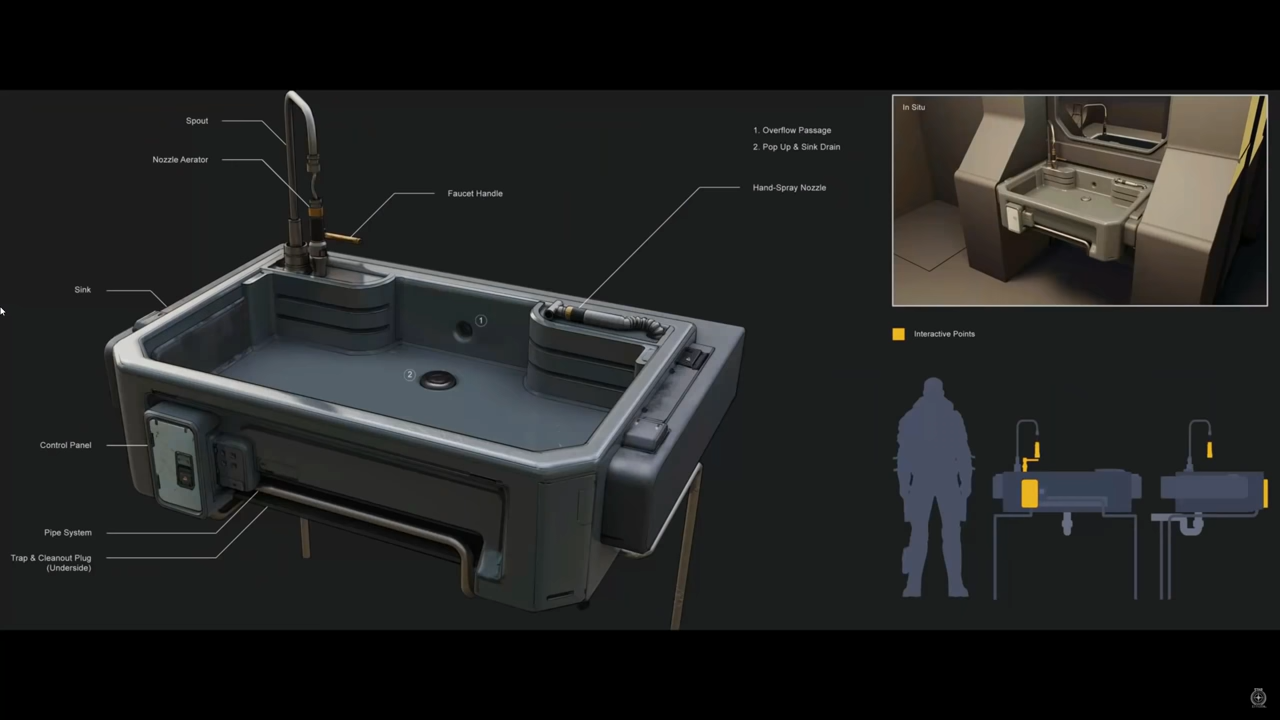 Spout
Nozzle Aerator
Faucet Handle
1. Overflow Passage
2. Pop Up & Sink Drain
Hand-Spray Nozzle
In Situ
Sink
1
2
Interactive Points
Control Panel
Pipe System
Trap & Cleanout Plug
(Underside)